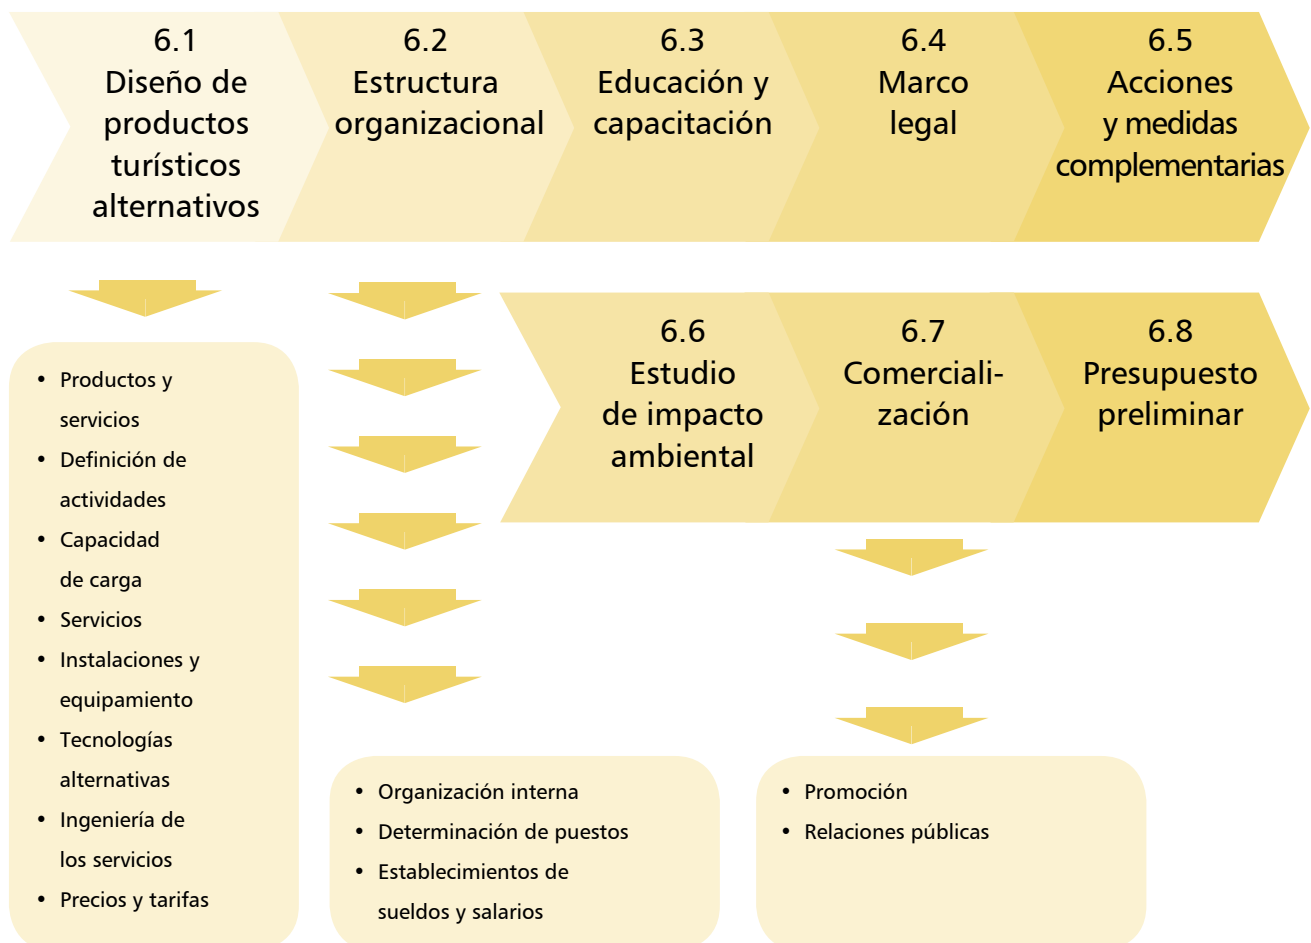 6.1
Diseño de
productos
turísticos
alternativos
6.2
Estructura
organizacional
6.3
Educación y
capacitación
6.4
Marco
legal
6.5
Acciones
y medidas
complementarias
6.6
Estudio
de impacto
ambiental
6.7
Comerciali-
zación
6.8
Presupuesto
preliminar
• Productos y
servicios
• Definición de
actividades
• Capacidad
de carga
• Servicios
• Instalaciones y
equipamiento
• Tecnologías
alternativas
• Ingeniería de
los servicios
• Precios y tarifas
• Organización interna
• Determinación de puestos
• Establecimientos de
sueldos y salarios
• Promoción
• Relaciones públicas